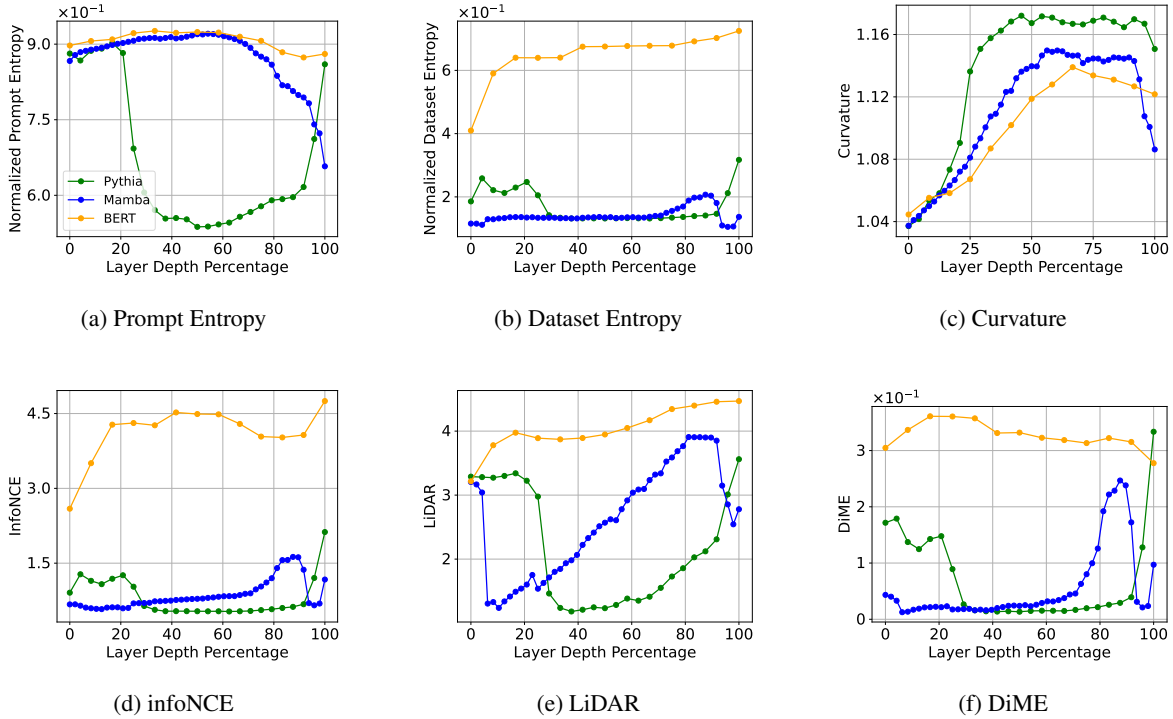 ×10⁻¹
9.0
7.5
6.0
Normalized Prompt Entropy
Pythia
Mamba
BERT
0 20 40 60 80 100
Layer Depth Percentage
(a) Prompt Entropy
×10⁻¹
6
4
2
Normalized Dataset Entropy
0 20 40 60 80 100
Layer Depth Percentage
(b) Dataset Entropy
1.16
1.12
1.08
1.04
Curvature
0 25 50 75 100
Layer Depth Percentage
(c) Curvature
4.5
3.0
1.5
InfoNCE
0 20 40 60 80 100
Layer Depth Percentage
(d) infoNCE
4
3
2
LiDAR
0 20 40 60 80 100
Layer Depth Percentage
(e) LiDAR
×10⁻¹
3
2
1
0
DiME
0 20 40 60 80 100
Layer Depth Percentage
(f) DiME